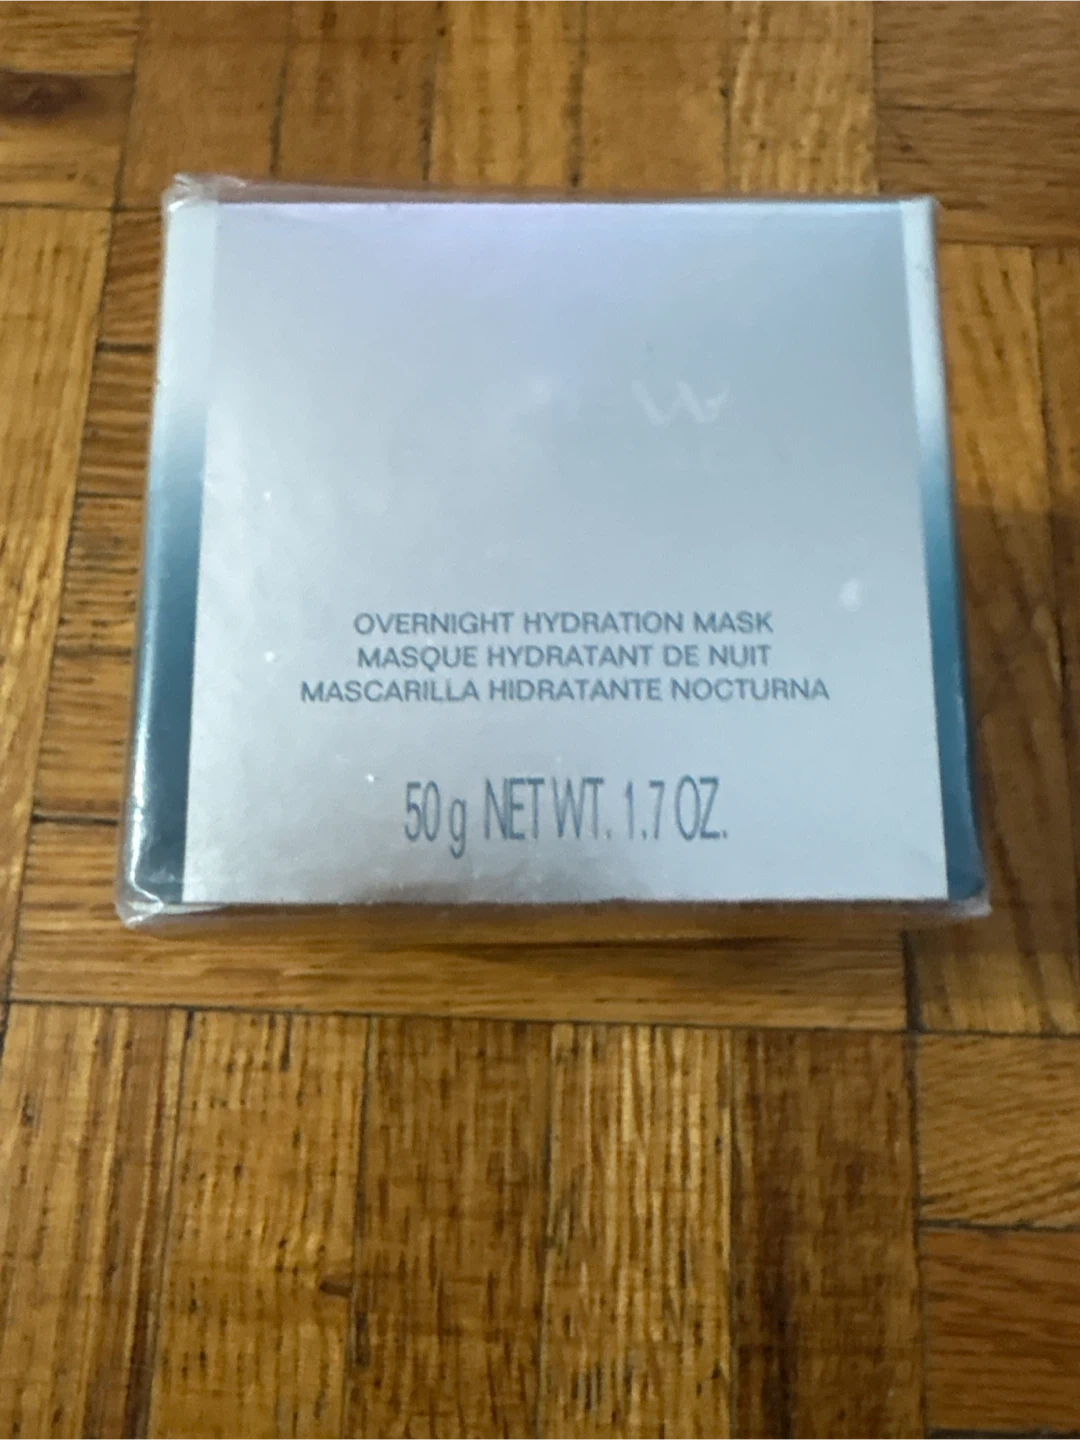 OVERNIGHT HYDRATION MASK
MASQUE HYDRATANT DE NUIT
MASCARILLA HIDRATANTE NOCTURNA
50 g NET WT. 1.7 OZ.